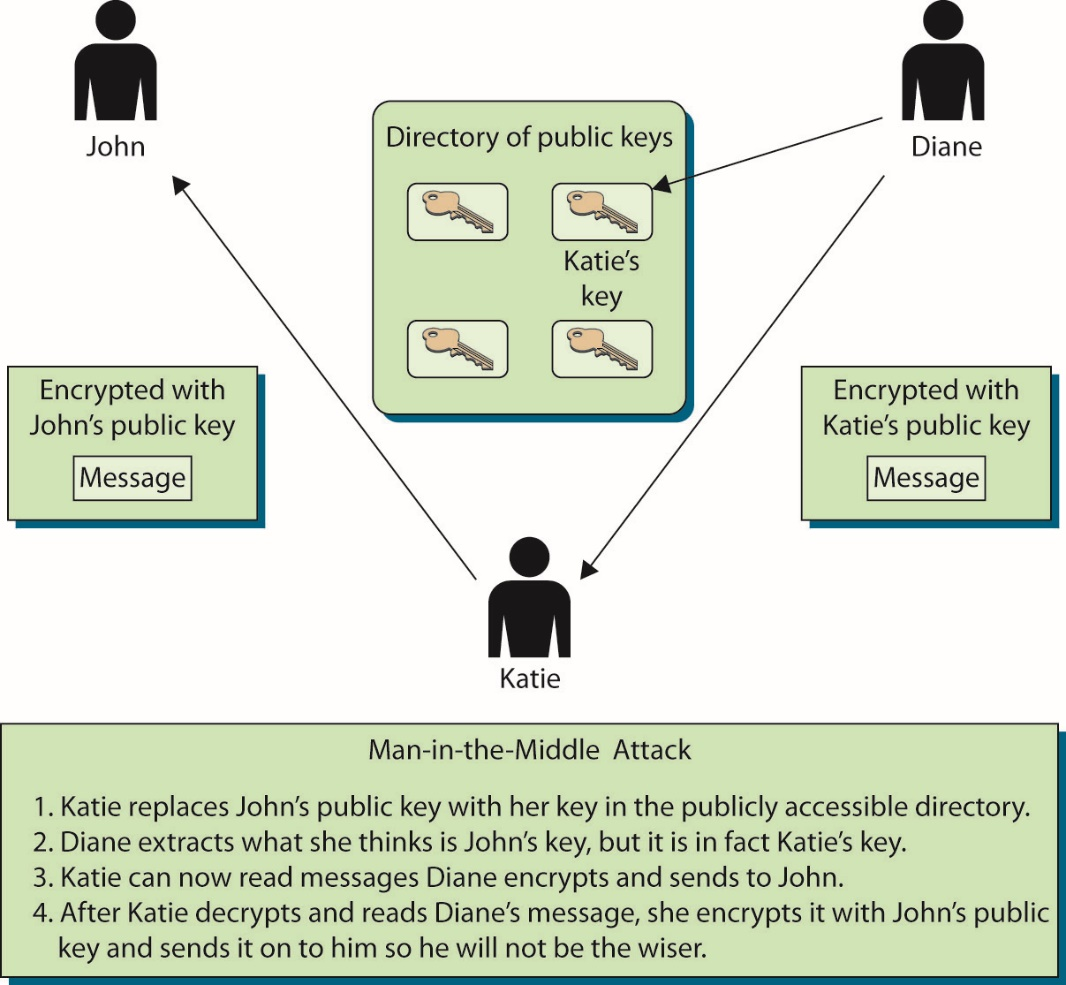 John
Diane
Directory of public keys
Katie’s
key
Encrypted with
John’s public key
Message
Encrypted with
Katie’s public key
Message
Katie
Man-in-the-Middle Attack
1. Katie replaces John’s public key with her key in the publicly accessible directory.
2. Diane extracts what she thinks is John’s key, but it is in fact Katie’s key.
3. Katie can now read messages Diane encrypts and sends to John.
4. After Katie decrypts and reads Diane’s message, she encrypts it with John’s public
key and sends it on to him so he will not be the wiser.